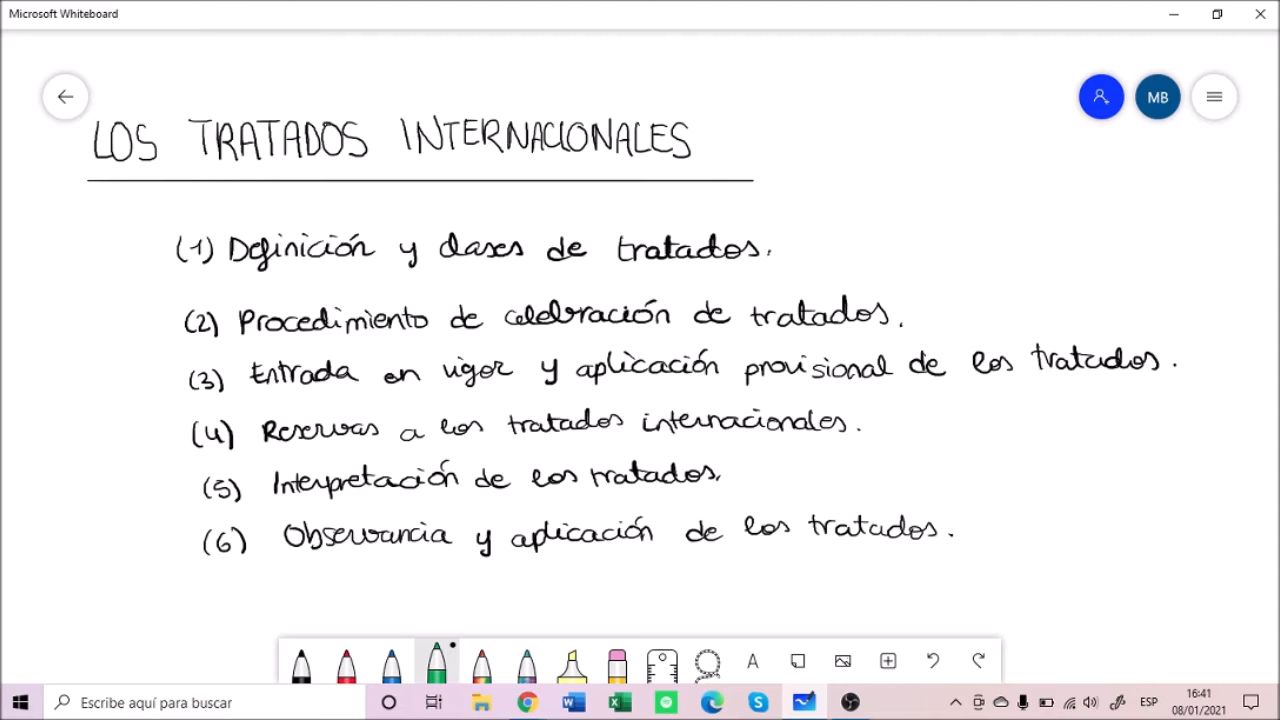 Microsoft Whiteboard
MB
LOS TRATADOS INTERNACIONALES
(1) Definición y clases de tratados.
(2) Procedimiento de celebración de tratados.
(3) Entrada en vigor y aplicación provisional de los tratados.
(4) Reservas a los tratados internacionales.
(5) Interpretación de los tratados.
(6) Observancia y aplicación de los tratados.
A
Escribe aquí para buscar
ESP
16:41
08/01/2021